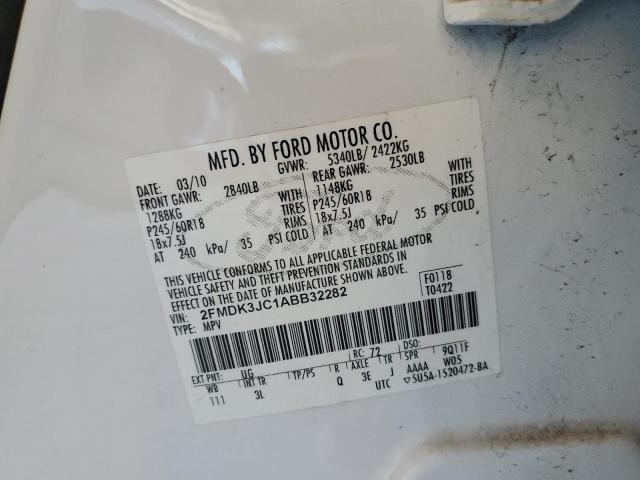 MFD. BY FORD MOTOR CO.
DATE: 03/10 GVWR: 5340LB/ 2422KG
FRONT GAWR: 2840LB REAR GAWR: 2530LB
1288KG WITH 1148KG WITH
P245/60R18 TIRES P245/60R18 TIRES
18x7.5J RIMS 18x7.5J RIMS
AT 240 kPa/ 35 PSI COLD AT 240 kPa/ 35 PSI COLD
THIS VEHICLE CONFORMS TO ALL APPLICABLE FEDERAL MOTOR
VEHICLE SAFETY AND THEFT PREVENTION STANDARDS IN
EFFECT ON THE DATE OF MANUFACTURE SHOWN ABOVE.
VIN: 2FMDK3JC1ABB32282 F0118
TYPE: MPV T0422
EXT PNT: UG RC: 72 DSO:
WB INT TR TP/PS R AXLE TR SPR 9Q11F
111 3L Q 3E J AAAA W05
UTC ▽5U5A-1520472-BA
Ford